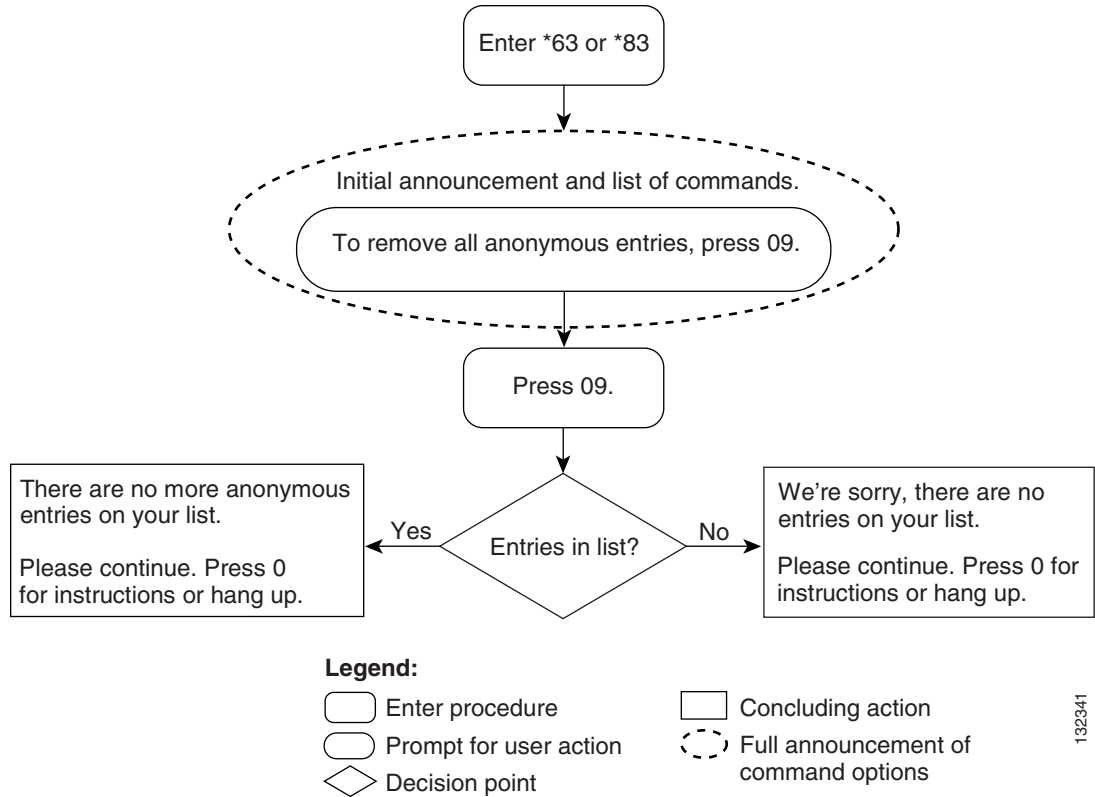 Enter *63 or *83
Initial announcement and list of commands.
To remove all anonymous entries, press 09.
Press 09.
There are no more anonymous
entries on your list.
Please continue. Press 0
for instructions or hang up.
Yes
Entries in list?
No
We're sorry, there are no
entries on your list.
Please continue. Press 0 for
instructions or hang up.
Legend:
Enter procedure
Prompt for user action
Decision point
Concluding action
Full announcement of
command options
132341